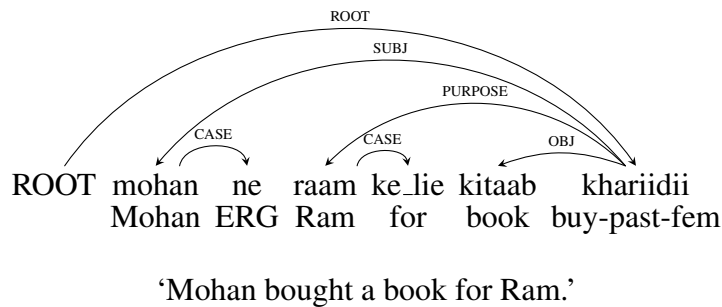 ROOT
SUBJ
PURPOSE
CASE CASE OBJ
ROOT mohan ne raam ke_lie kitaab khariidii
Mohan ERG Ram for book buy-past-fem
‘Mohan bought a book for Ram.’